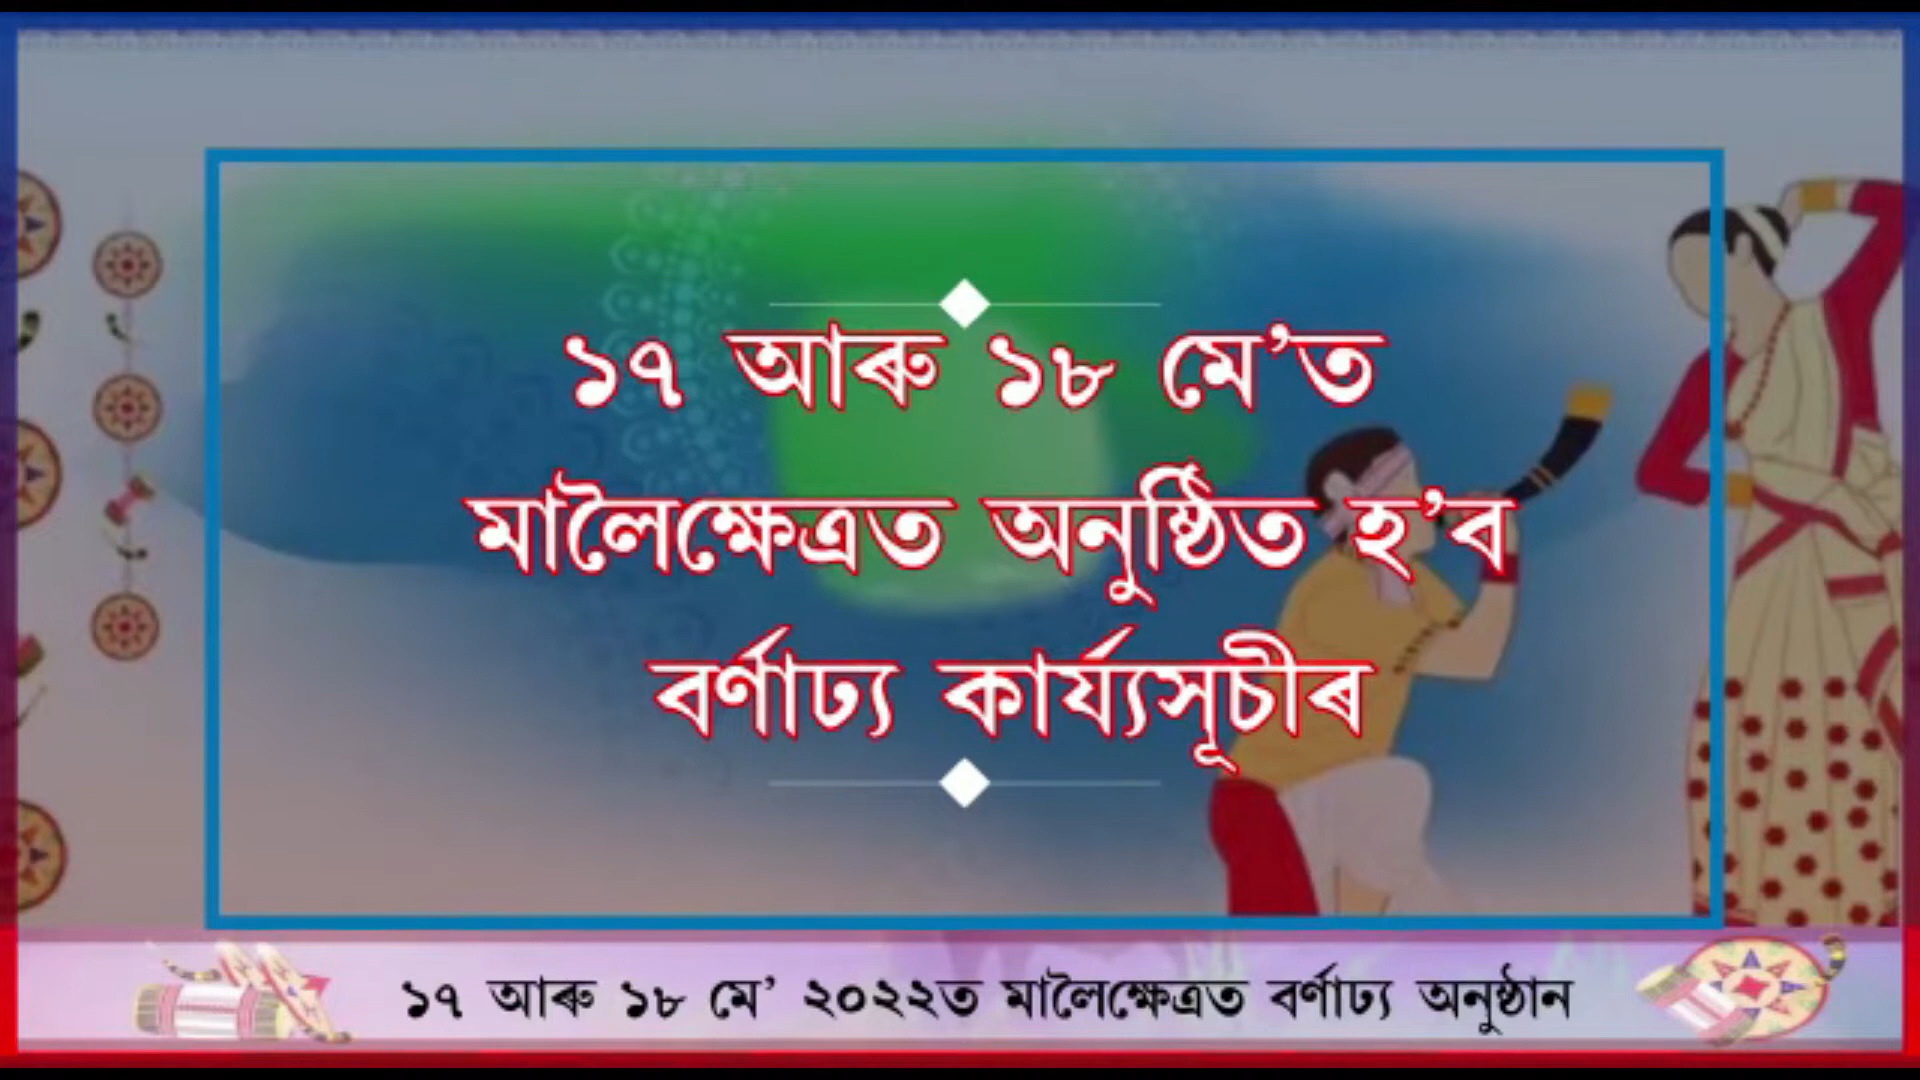 ১৭ আৰু ১৮ মে’ত
মালৈক্ষেত্ৰত অনুষ্ঠিত হ’ব
বৰ্ণাঢ্য কাৰ্য্যসূচীৰ
১৭ আৰু ১৮ মে’ ২০২২ত মালৈক্ষেত্ৰত বৰ্ণাঢ্য অনুষ্ঠান